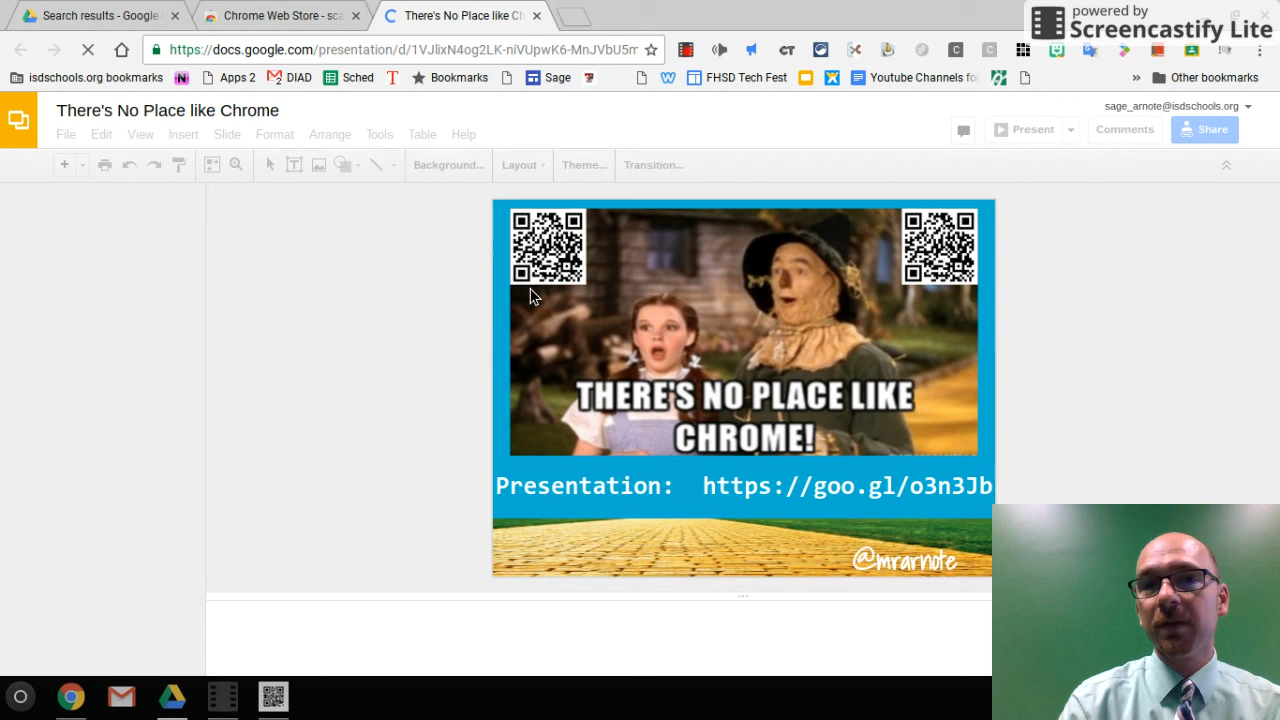 Search results - Google
Chrome Web Store - sca
There's No Place like Ch
powered by
Screencastify Lite
https://docs.google.com/presentation/d/1VJlixN4og2LK-niVUpwK6-MnJVbU5m
isdschools.org bookmarks
Apps 2
DIAD
Sched
Bookmarks
Sage
FHSD Tech Fest
Youtube Channels fo
»
Other bookmarks
There's No Place like Chrome
sage_arnote@isdschools.org
File Edit View Insert Slide Format Arrange Tools Table Help
Present
Comments
Share
Background...
Layout
Theme...
Transition...
THERE'S NO PLACE LIKE
CHROME!
Presentation: https://goo.gl/o3n3Jb
@mrarnote